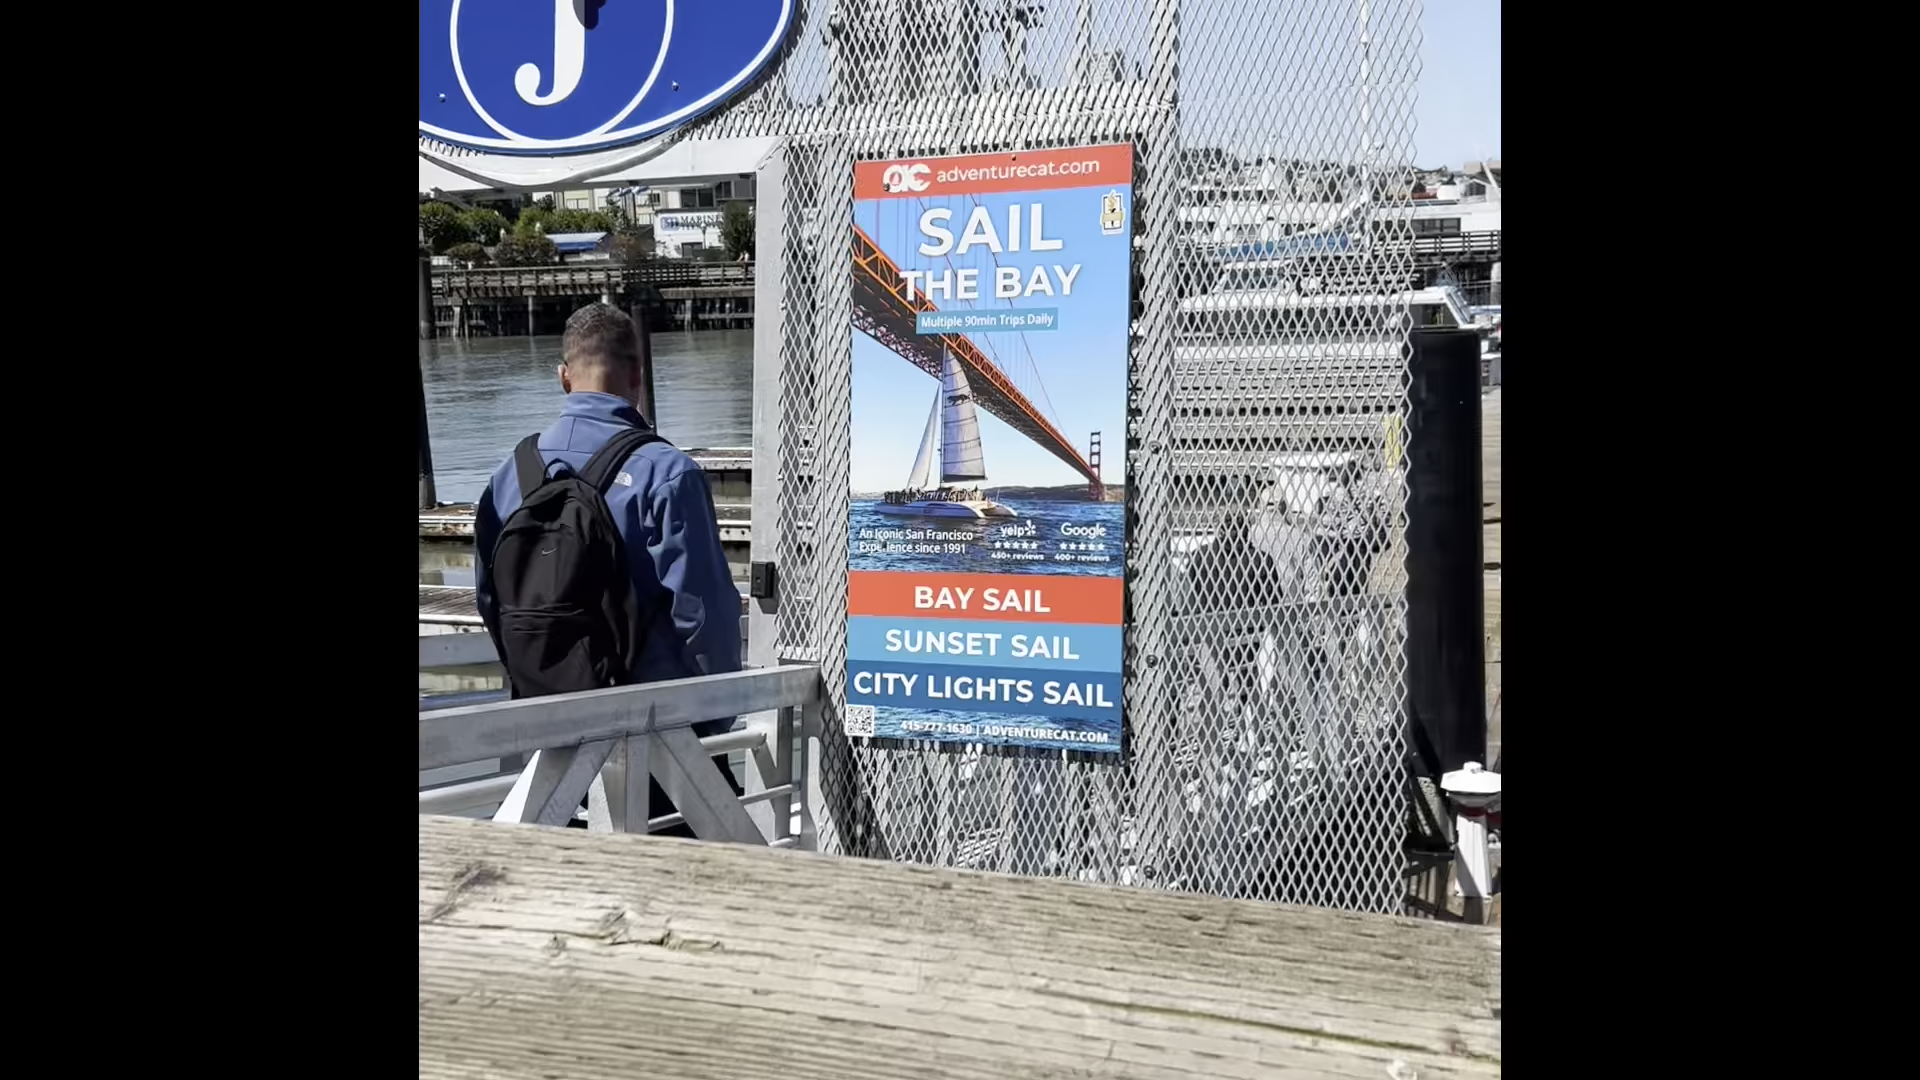 J
ac adventurecat.com
SAIL
THE BAY
Multiple 90min Trips Daily
An Iconic San Francisco
Experience since 1991
yelp
450+ reviews
Google
400+ reviews
BAY SAIL
SUNSET SAIL
CITY LIGHTS SAIL
415-777-1630 | ADVENTURECAT.COM